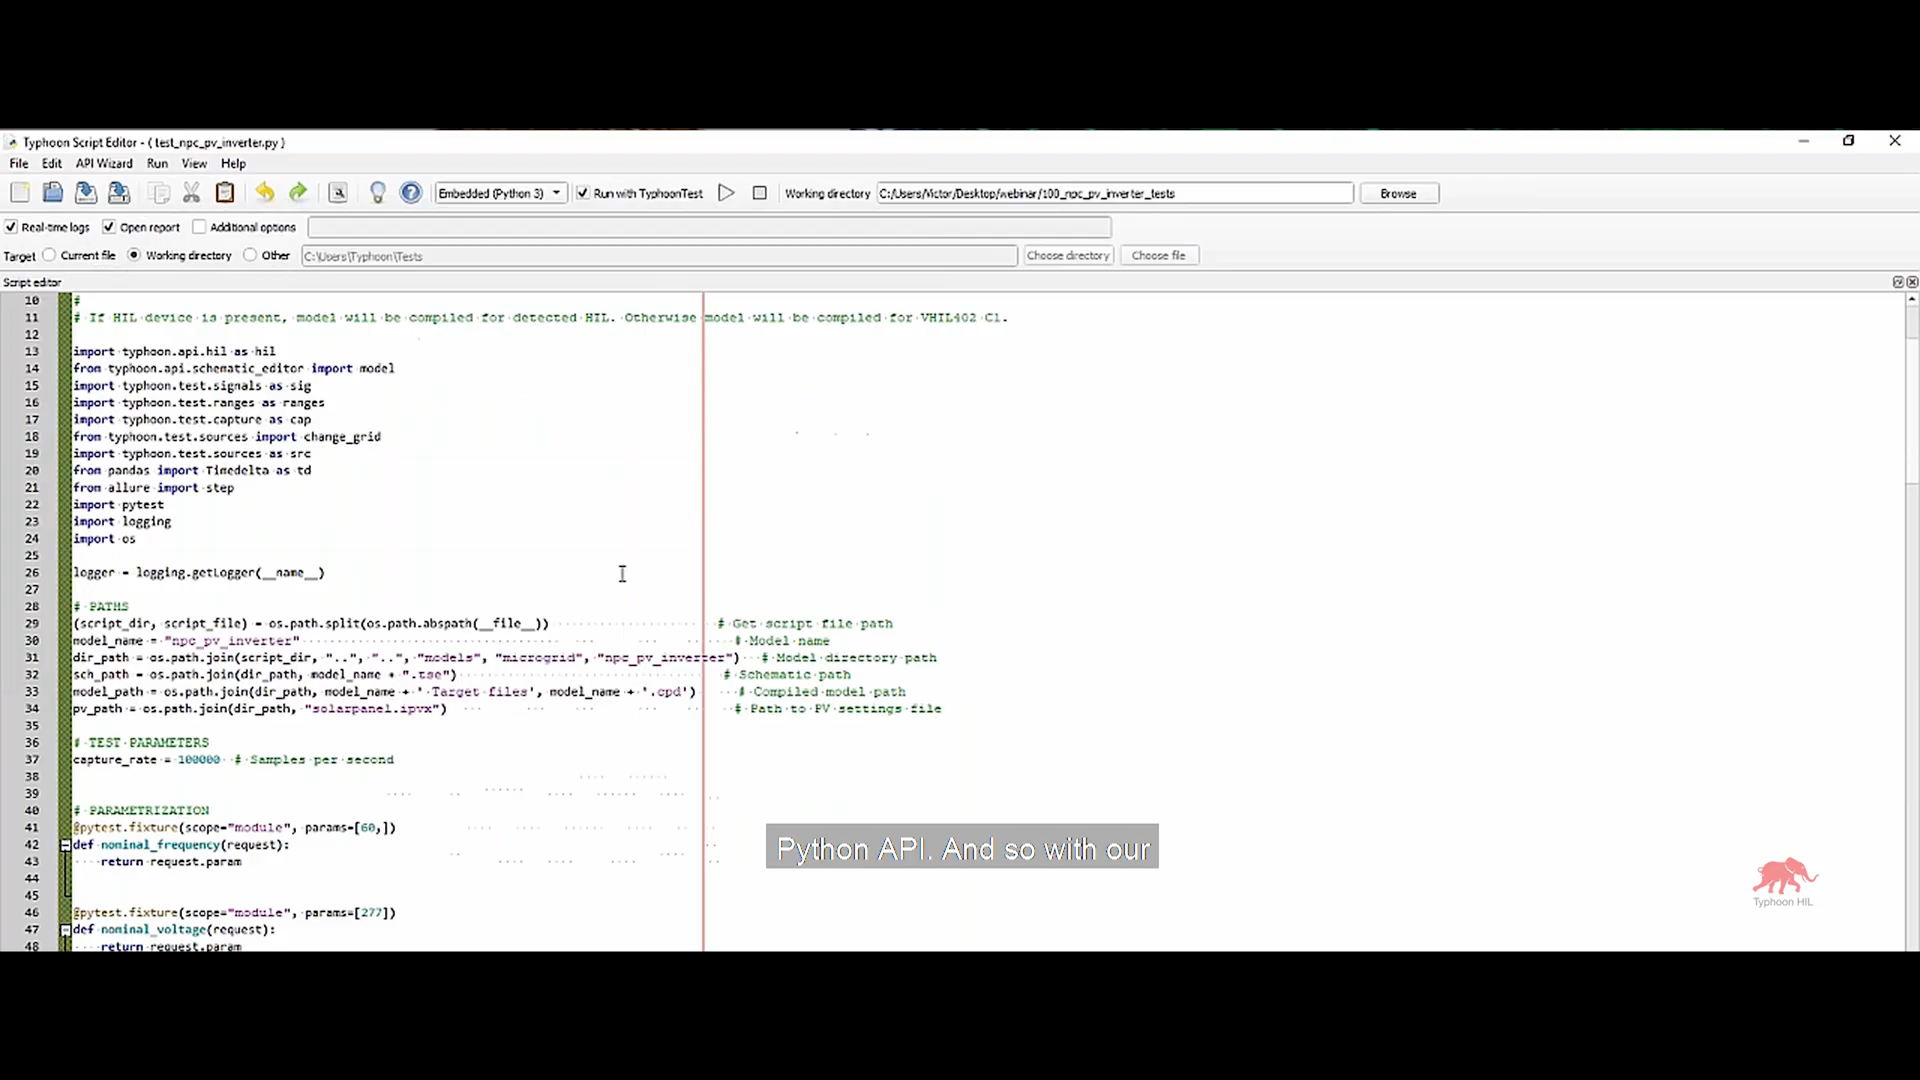 Typhoon Script Editor - ( test_npc_pv_inverter.py )
File Edit API Wizard Run View Help
Embedded (Python 3) Run with TyphoonTest Working directory C:/Users/Victor/Desktop/webinar/100_npc_pv_inverter_tests Browse
Real-time logs Open report Additional options
Target Current file Working directory Other C:\Users\Typhoon\Tests Choose directory Choose file
Script editor
10 #
11 # If HIL device is present, model will be compiled for detected HIL. Otherwise model will be compiled for VHIL402 C1.
12
13 import typhoon.api.hil as hil
14 from typhoon.api.schematic_editor import model
15 import typhoon.test.signals as sig
16 import typhoon.test.ranges as ranges
17 import typhoon.test.capture as cap
18 from typhoon.test.sources import change_grid
19 import typhoon.test.sources as src
20 from pandas import Timedelta as td
21 from allure import step
22 import pytest
23 import logging
24 import os
25
26 logger = logging.getLogger(__name__)
27
28 # PATHS
29 (script_dir, script_file) = os.path.split(os.path.abspath(__file__)) # Get script file path
30 model_name = "npc_pv_inverter" # Model name
31 dir_path = os.path.join(script_dir, "..", "..", "models", "microgrid", "npc_pv_inverter") # Model directory path
32 sch_path = os.path.join(dir_path, model_name + ".tse") # Schematic path
33 model_path = os.path.join(dir_path, model_name + ' Target files', model_name + '.cpd') # Compiled model path
34 pv_path = os.path.join(dir_path, "solarpanel.ipvx") # Path to PV settings file
35
36 # TEST PARAMETERS
37 capture_rate = 100000 # Samples per second
38
39
40 # PARAMETRIZATION
41 @pytest.fixture(scope="module", params=[60,])
42 def nominal_frequency(request):
43 return request.param
44
45
46 @pytest.fixture(scope="module", params=[277])
47 def nominal_voltage(request):
48 return request.param
Python API. And so with our
Typhoon HIL